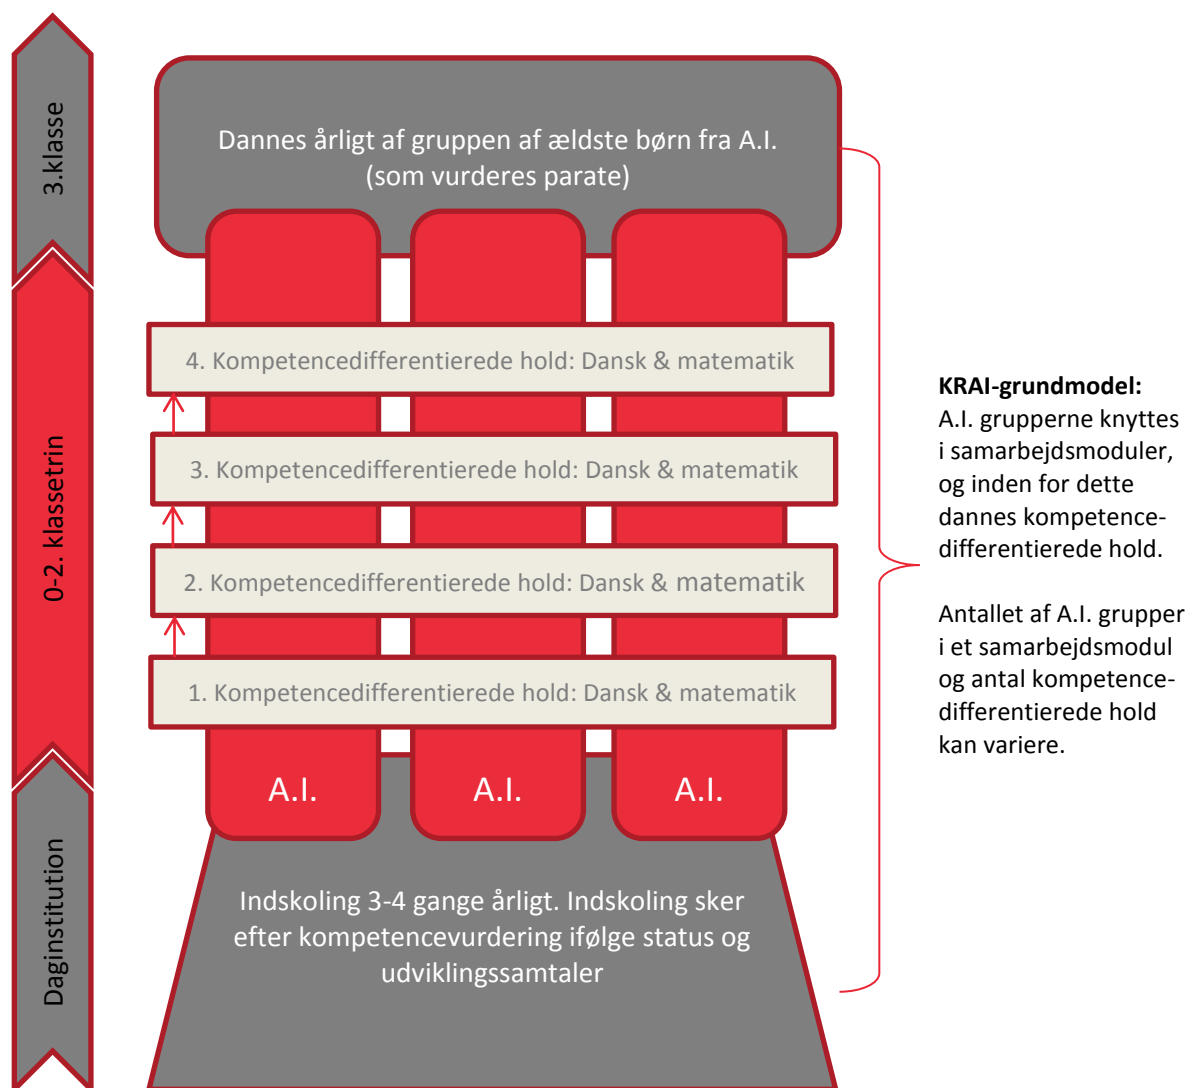 3.klasse
0-2. klassetrin
Daginstitution
Dannes årligt af gruppen af ældste børn fra A.I.
(som vurderes parate)
4. Kompetencedifferentierede hold: Dansk & matematik
3. Kompetencedifferentierede hold: Dansk & matematik
2. Kompetencedifferentierede hold: Dansk & matematik
1. Kompetencedifferentierede hold: Dansk & matematik
A.I.
A.I.
A.I.
Indskoling 3-4 gange årligt. Indskoling sker
efter kompetencevurdering ifølge status og
udviklingssamtaler
KRAI-grundmodel:
A.I. grupperne knyttes
i samarbejdsmoduler,
og inden for dette
dannes kompetence-
differentierede hold.
Antallet af A.I. grupper
i et samarbejdsmodul
og antal kompetence-
differentierede hold
kan variere.